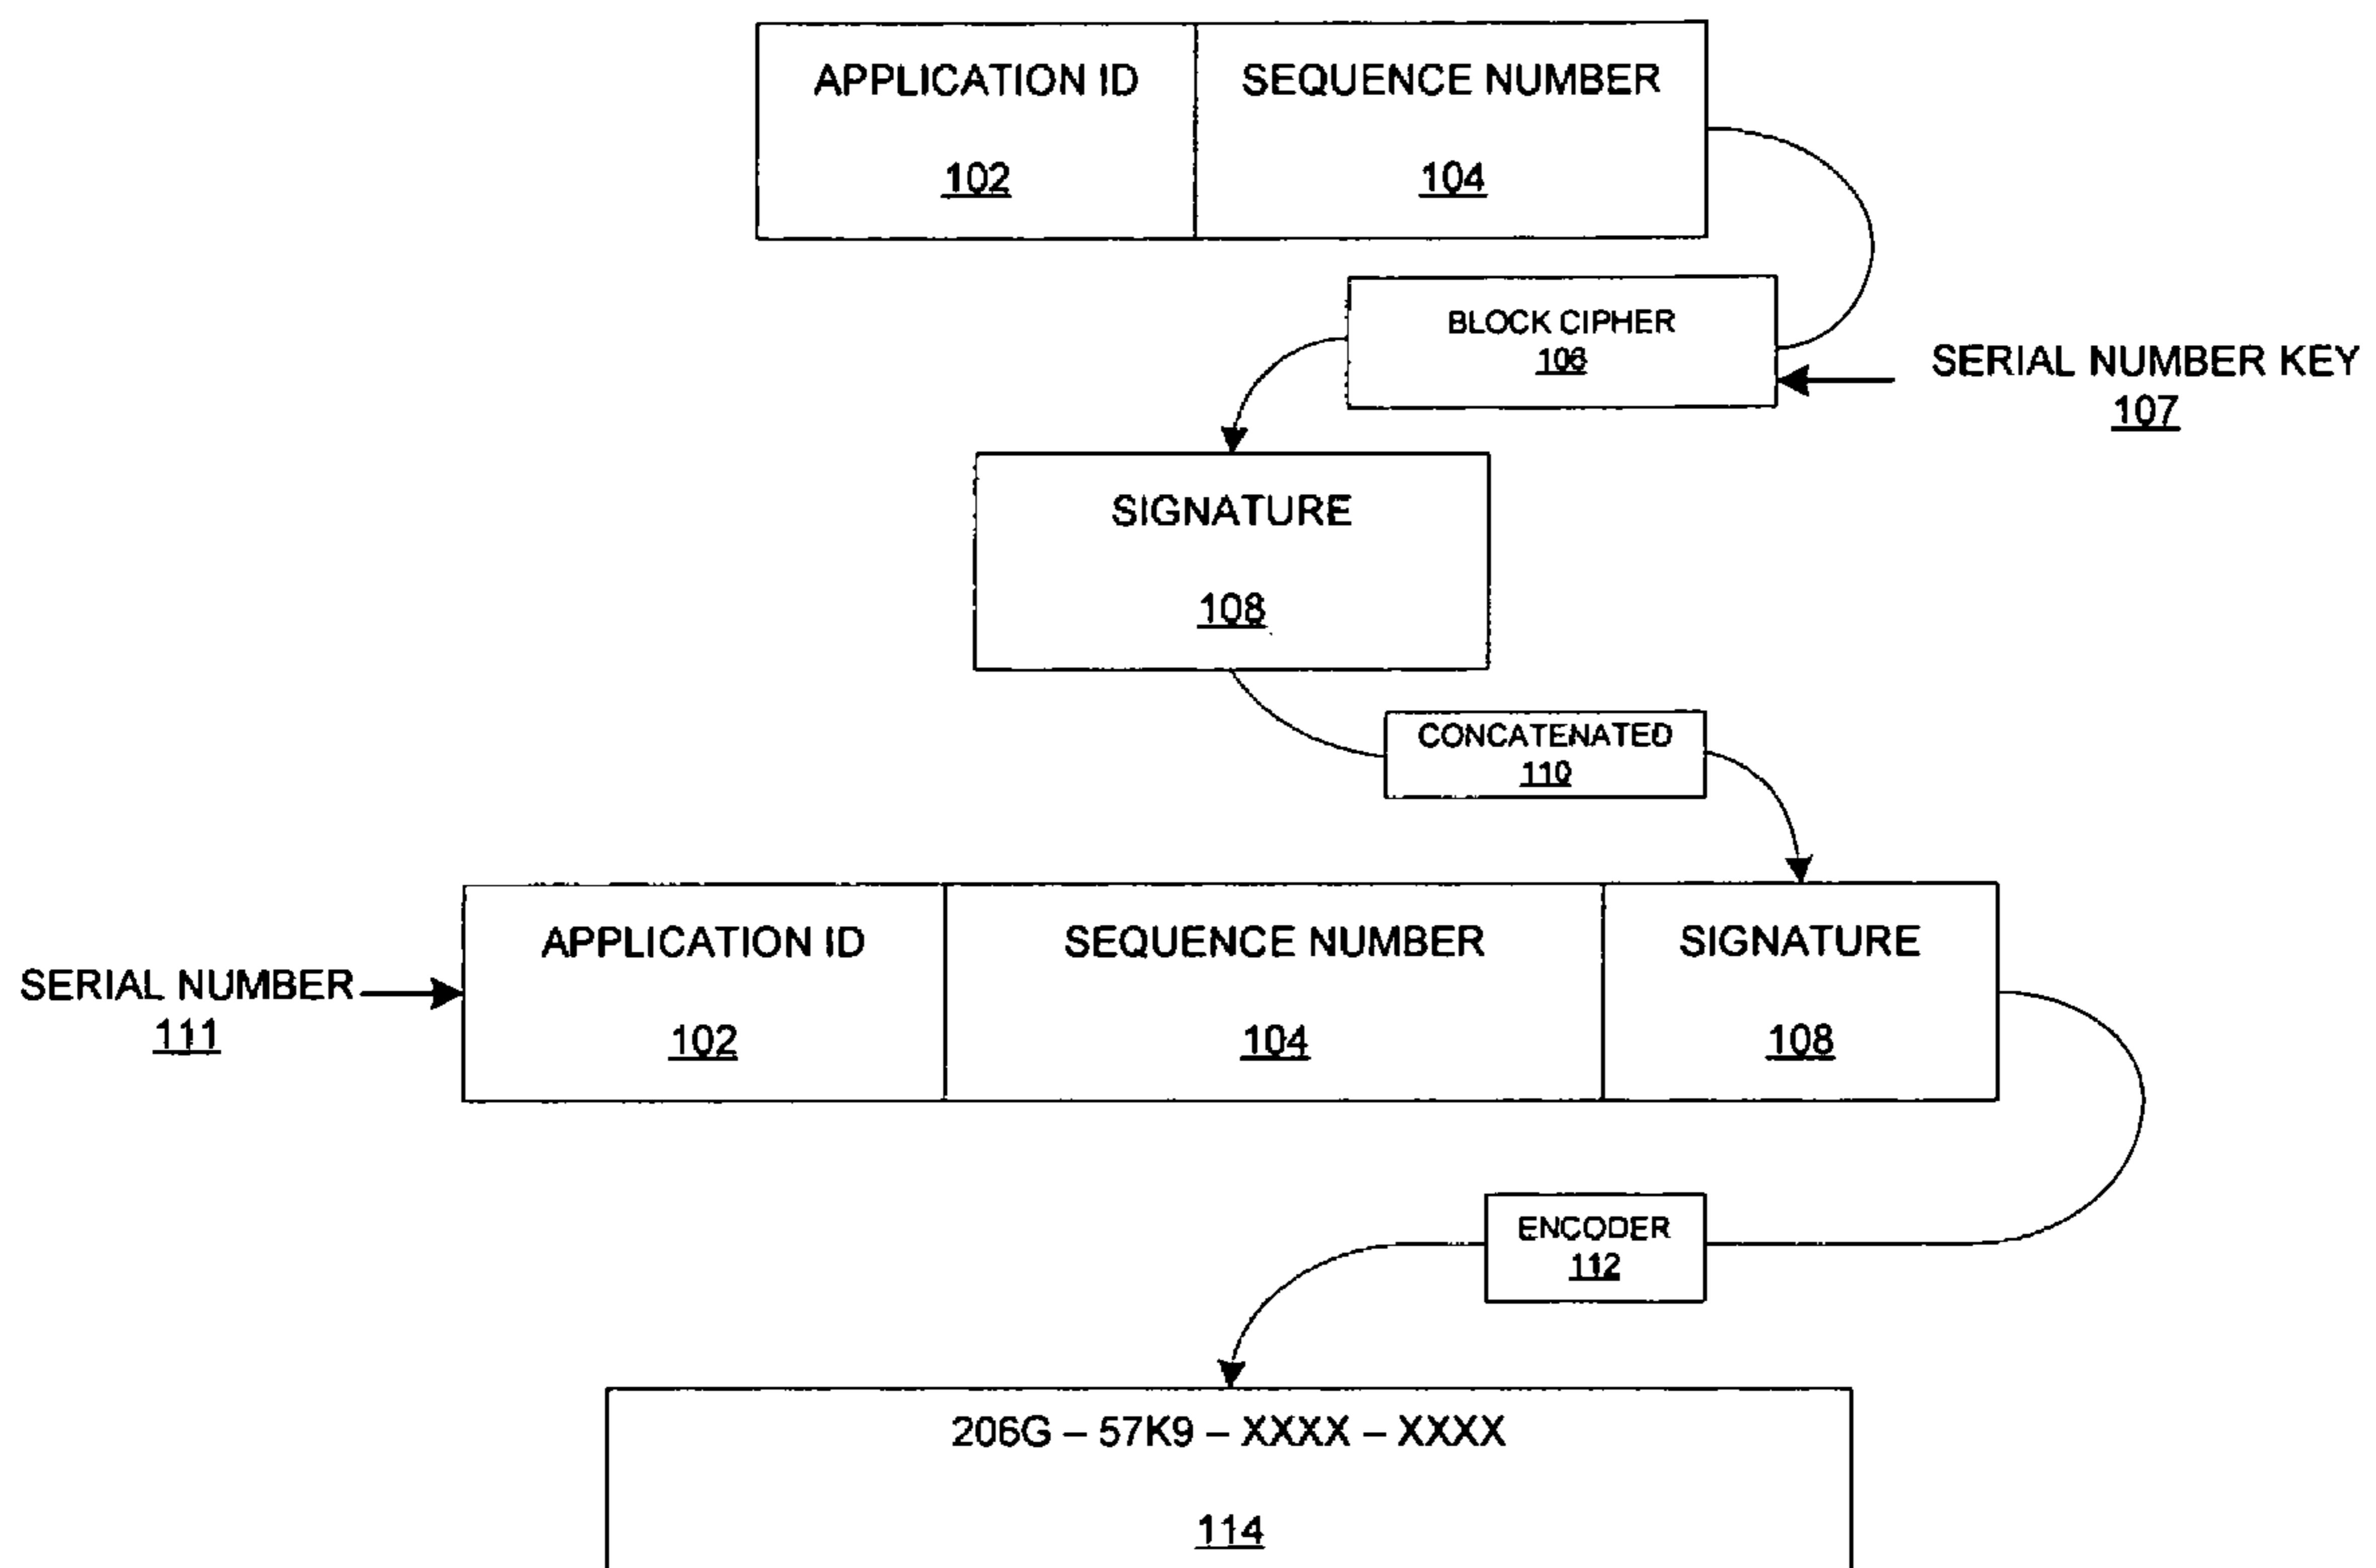 APPLICATION ID
102
SEQUENCE NUMBER
104
BLOCK CIPHER
106
SERIAL NUMBER KEY
107
SIGNATURE
108
CONCATENATED
110
SERIAL NUMBER
111
APPLICATION ID
102
SEQUENCE NUMBER
104
SIGNATURE
108
ENCODER
112
206G – 57K9 – XXXX – XXXX
114